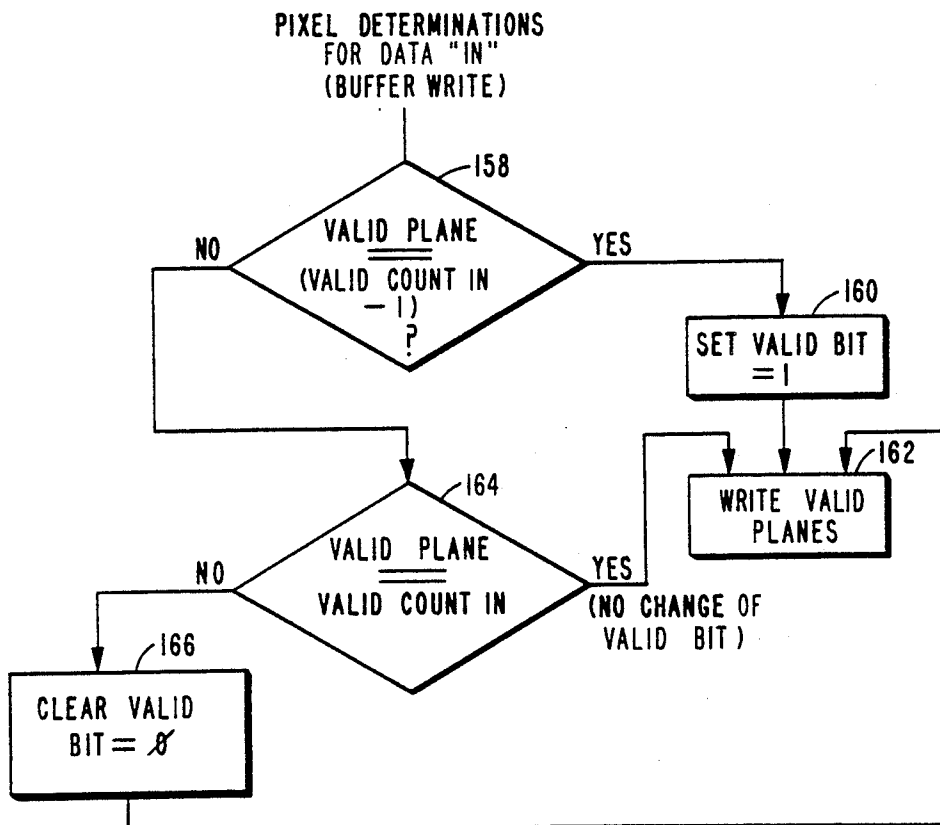 PIXEL DETERMINATIONS
FOR DATA "IN"
(BUFFER WRITE)
158
VALID PLANE
==
(VALID COUNT IN
-1)
?
NO
YES
160
SET VALID BIT
=1
162
WRITE VALID
PLANES
164
VALID PLANE
==
VALID COUNT IN
NO
YES
(NO CHANGE OF
VALID BIT)
166
CLEAR VALID
BIT = 0̸